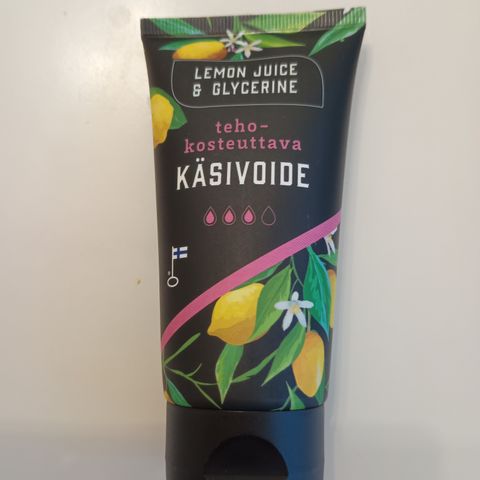 LEMON JUICE
& GLYCERINE
teho-
kosteuttava
KÄSIVOIDE